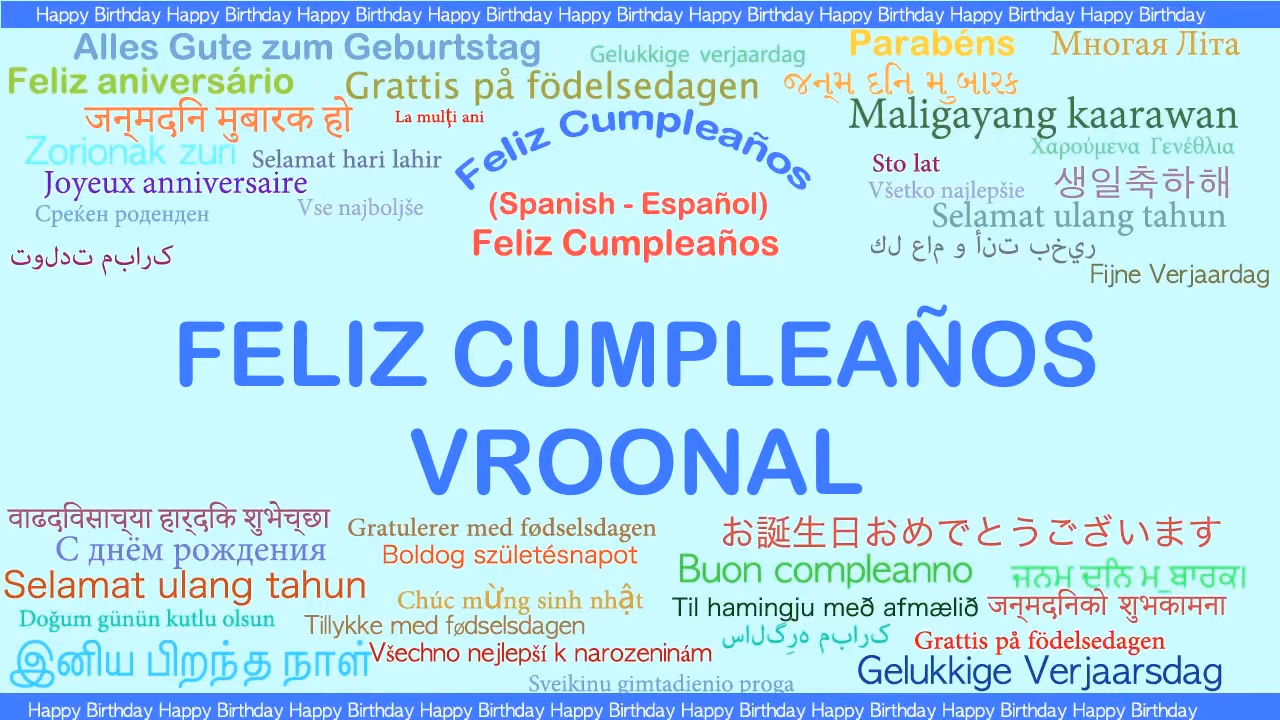 Happy Birthday Happy Birthday Happy Birthday Happy Birthday Happy Birthday Happy Birthday Happy Birthday Happy Birthday Happy Birthday
Alles Gute zum Geburtstag
Gelukkige verjaardag
Parabéns
Многая Літа
Feliz aniversário
Grattis på födelsedagen
જન્મ દિન મુબારક
जन्मदिन मुबारक हो
La mulţi ani
Feliz Cumpleaños
Maligayang kaarawan
Zorionak zuri
Selamat hari lahir
Sto lat
Χαρούμενα Γενέθλια
Joyeux anniversaire
Všetko najlepšie
생일축하해
(Spanish - Español)
Среќен роденден
Vse najboljše
Selamat ulang tahun
Feliz Cumpleaños
تولدت مبارک
كل عام و أنت بخير
Fijne Verjaardag
FELIZ CUMPLEAÑOS
VROONAL
वाढदिवसाच्या हार्दिक शुभेच्छा
Gratulerer med fødselsdagen
お誕生日おめでとうございます
С днём рождения
Boldog születésnapot
Buon compleanno
ਜਨਮ ਦਿਨ ਮੁਬਾਰਕ।
Selamat ulang tahun
Chúc mừng sinh nhật
Til hamingju með afmælið
जन्मदिनको शुभकामना
Doğum günün kutlu olsun
Tillykke med fødselsdagen
سالگرہ مبارک
Grattis på födelsedagen
இனிய பிறந்த நாள்
Všechno nejlepší k narozeninám
Gelukkige Verjaarsdag
Sveikinu gimtadienio proga
Happy Birthday Happy Birthday Happy Birthday Happy Birthday Happy Birthday Happy Birthday Happy Birthday Happy Birthday Happy Birthday